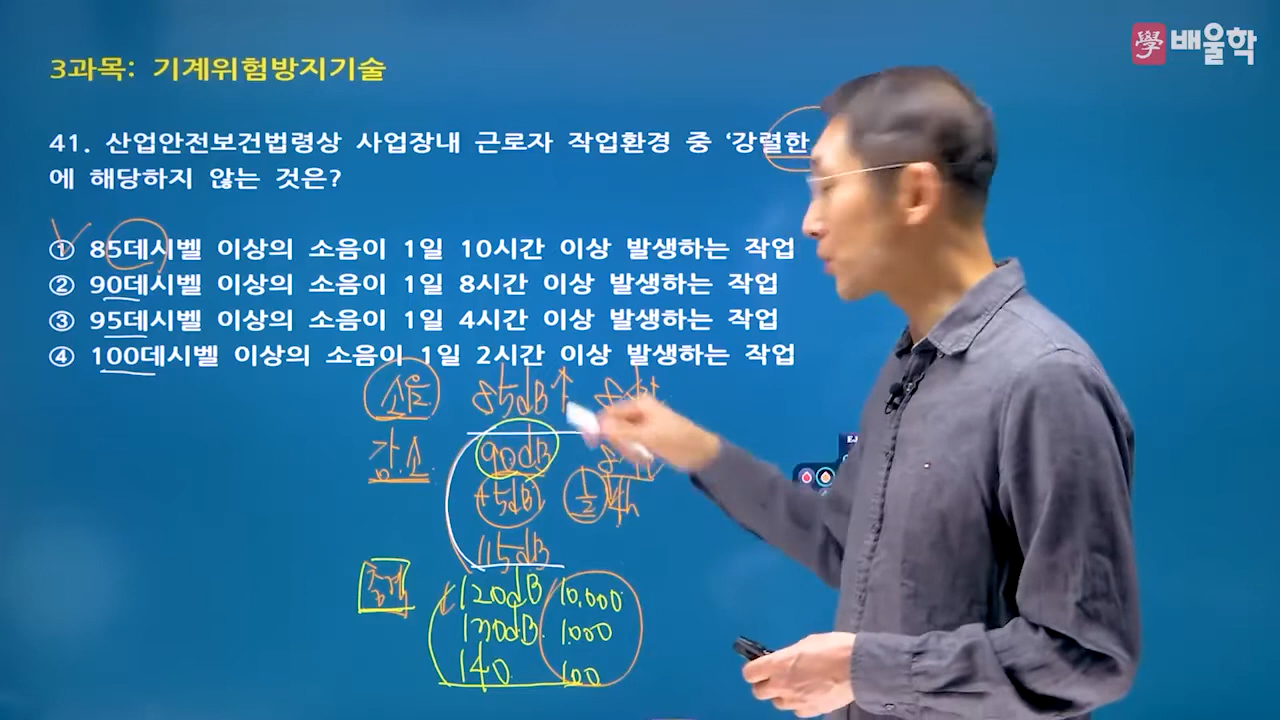 學 배울학
3과목: 기계위험방지기술
41. 산업안전보건법령상 사업장내 근로자 작업환경 중 ‘강렬한
에 해당하지 않는 것은?
① 85데시벨 이상의 소음이 1일 10시간 이상 발생하는 작업
② 90데시벨 이상의 소음이 1일 8시간 이상 발생하는 작업
③ 95데시벨 이상의 소음이 1일 4시간 이상 발생하는 작업
④ 100데시벨 이상의 소음이 1일 2시간 이상 발생하는 작업
소음 85dB↑
강.소 90dB
+5dB 1/2 4h
115dB
충격 120dB 10,000
130dB 1,000
140 100